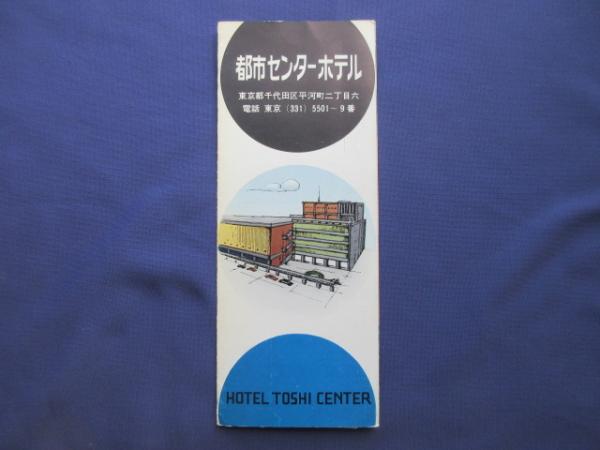 都市センターホテル
東京都千代田区平河町二丁目六
電話 東京 (331) 5501～9番
HOTEL TOSHI CENTER